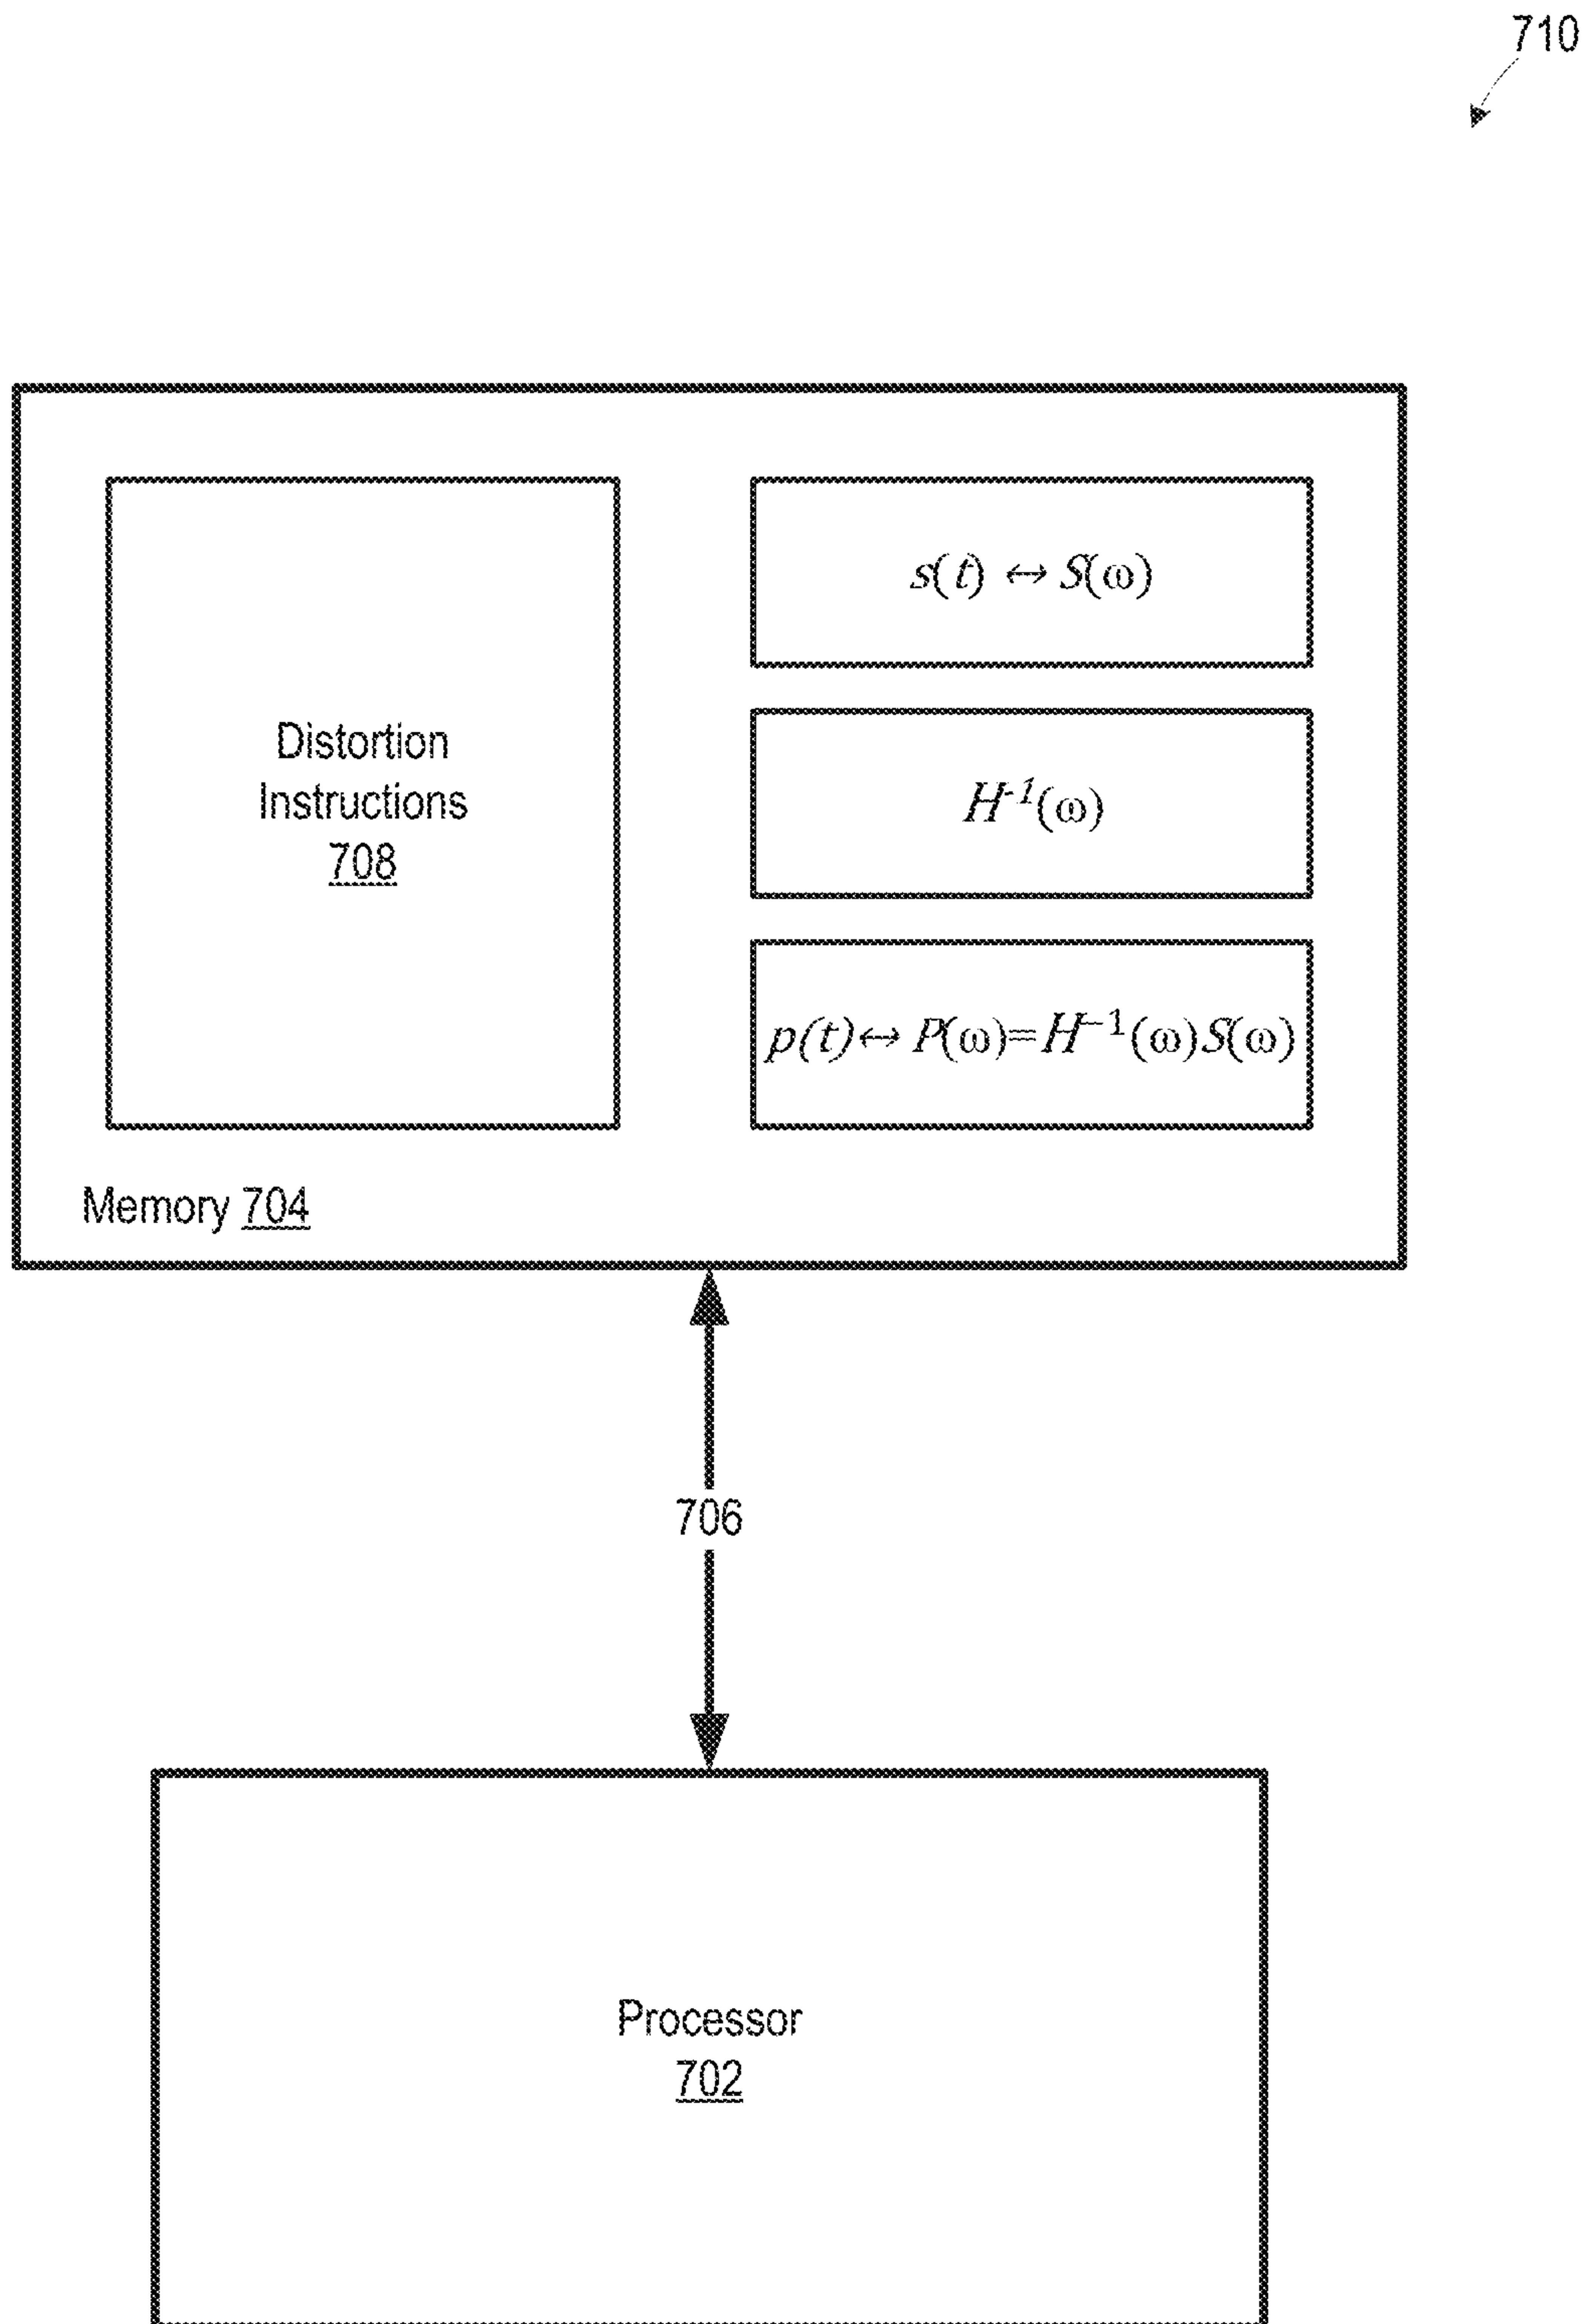 710
Distortion
Instructions
708
s(t) ↔ S(ω)
H⁻¹(ω)
p(t)↔ P(ω)=H⁻¹(ω)S(ω)
Memory 704
706
Processor
702